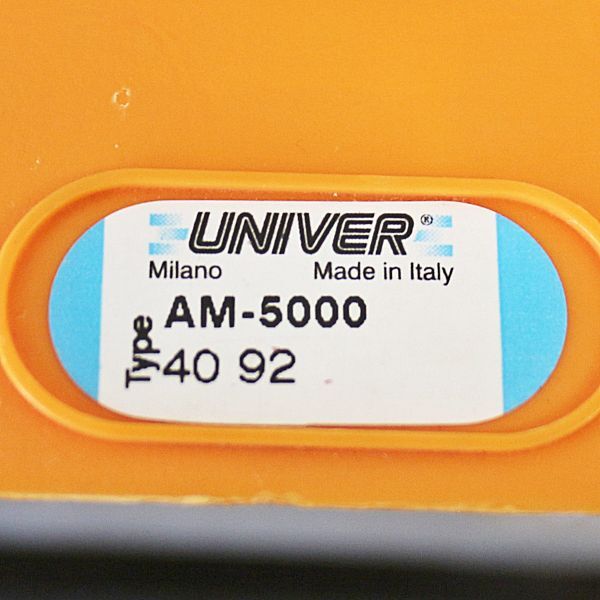 UNIVER®
Milano Made in Italy
Type AM-5000
40 92